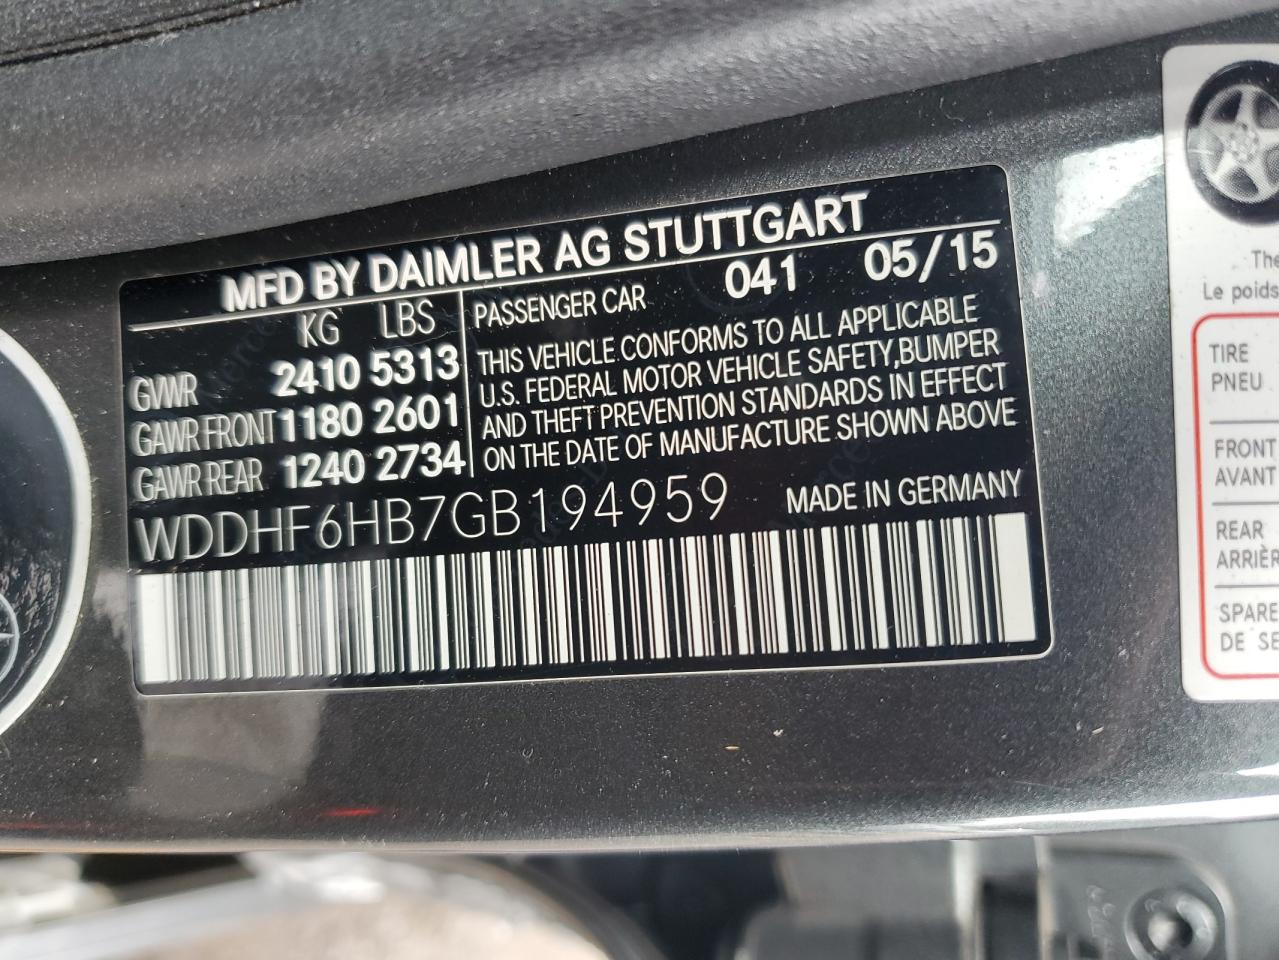 MFD BY DAIMLER AG STUTTGART
KG LBS
GVWR 2410 5313
GAWR FRONT 1180 2601
GAWR REAR 1240 2734
PASSENGER CAR 041 05/15
THIS VEHICLE CONFORMS TO ALL APPLICABLE
U.S. FEDERAL MOTOR VEHICLE SAFETY,BUMPER
AND THEFT PREVENTION STANDARDS IN EFFECT
ON THE DATE OF MANUFACTURE SHOWN ABOVE
WDDHF6HB7GB194959 MADE IN GERMANY
The
Le poids
TIRE
PNEU
FRONT
AVANT
REAR
ARRIÈR
SPARE
DE SE